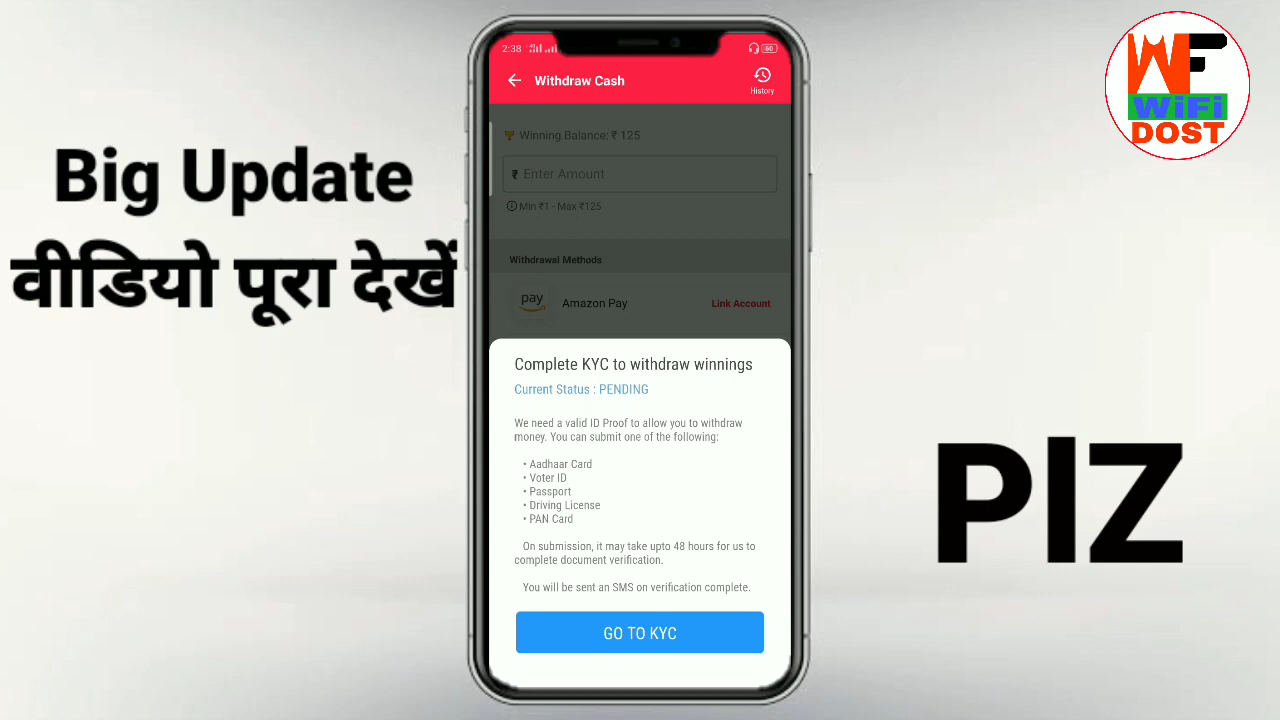 Big Update
वीडियो पूरा देखें
2:38
60
Withdraw Cash
History
Winning Balance: ₹ 125
₹ Enter Amount
Min ₹1 - Max ₹125
Withdrawal Methods
pay
Amazon Pay
Link Account
Complete KYC to withdraw winnings
Current Status : PENDING
We need a valid ID Proof to allow you to withdraw
money. You can submit one of the following:
• Aadhaar Card
• Voter ID
• Passport
• Driving License
• PAN Card
On submission, it may take upto 48 hours for us to
complete document verification.
You will be sent an SMS on verification complete.
GO TO KYC
WF
WiFi
DOST
PlZ